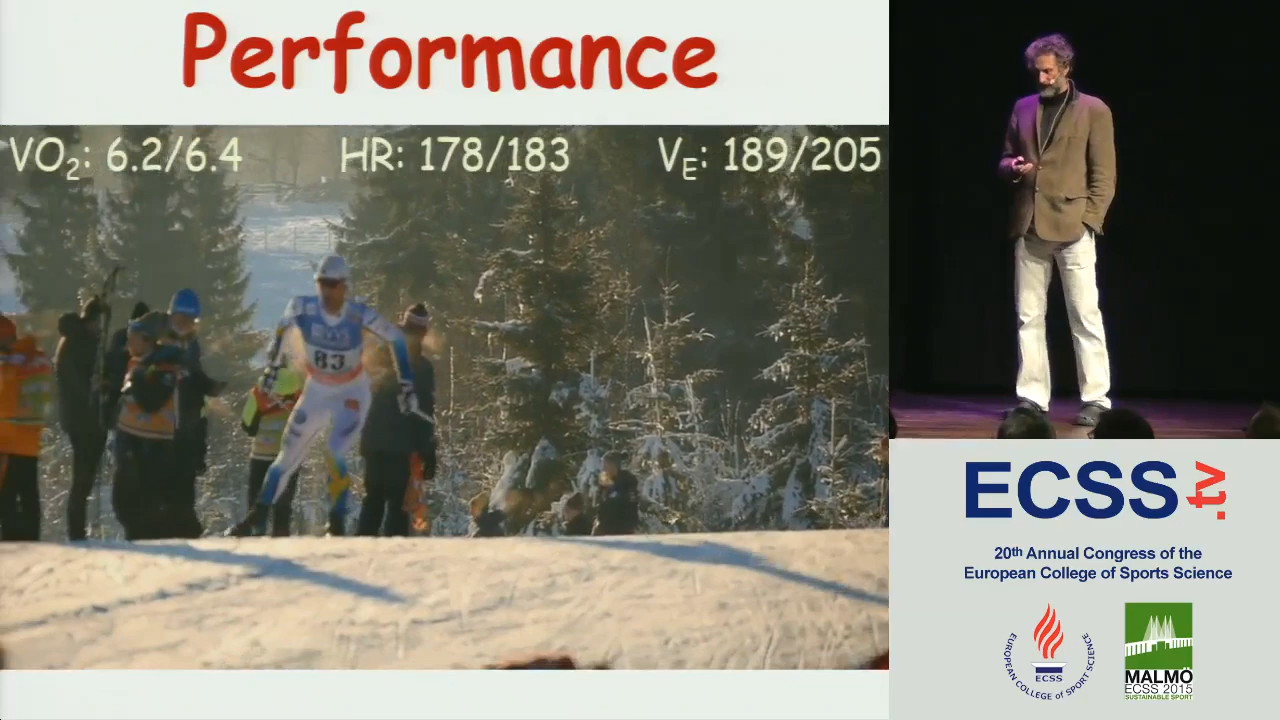 Performance
VO₂: 6.2/6.4 HR: 178/183 VE: 189/205
83
ECSS.tv
20th Annual Congress of the
European College of Sports Science
EUROPEAN COLLEGE OF SPORT SCIENCE
ECSS
MALMÖ
ECSS 2015
SUSTAINABLE SPORT